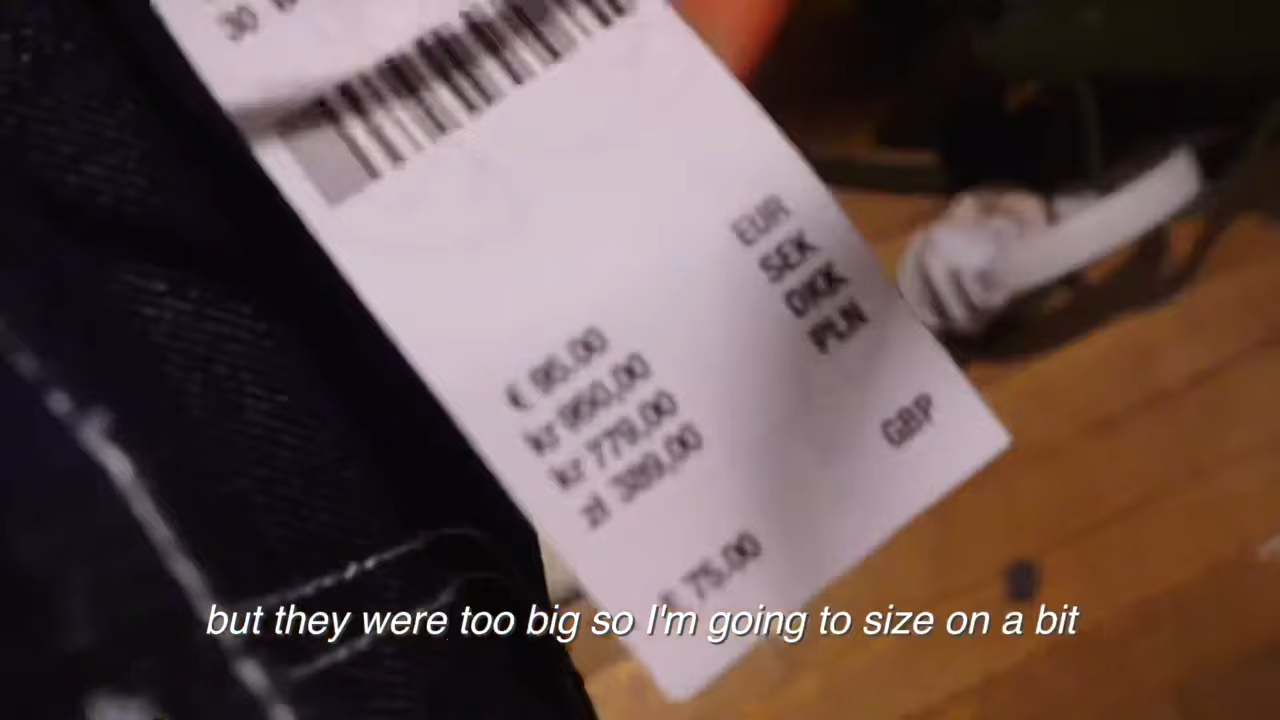 30
EUR € 95,00
SEK kr 950,00
DKK kr 779,00
PLN zł 389,00
GBP 75,00
but they were too big so I'm going to size on a bit